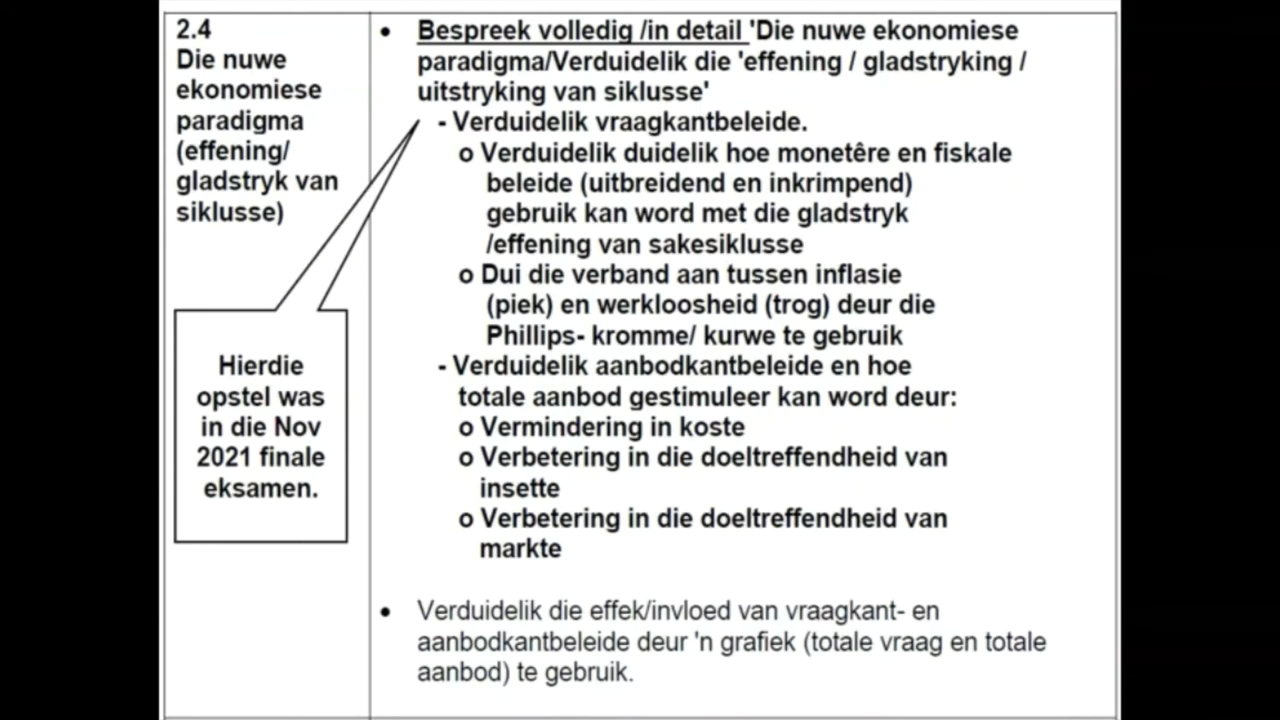 2.4
Die nuwe
ekonomiese
paradigma
(effening/
gladstryk van
siklusse)
Hierdie
opstel was
in die Nov
2021 finale
eksamen.
• Bespreek volledig /in detail 'Die nuwe ekonomiese
paradigma/Verduidelik die 'effening / gladstryking /
uitstryking van siklusse'
- Verduidelik vraagkantbeleide.
o Verduidelik duidelik hoe monetêre en fiskale
beleide (uitbreidend en inkrimpend)
gebruik kan word met die gladstryk
/effening van sakesiklusse
o Dui die verband aan tussen inflasie
(piek) en werkloosheid (trog) deur die
Phillips- kromme/ kurwe te gebruik
- Verduidelik aanbodkantbeleide en hoe
totale aanbod gestimuleer kan word deur:
o Vermindering in koste
o Verbetering in die doeltreffendheid van
insette
o Verbetering in die doeltreffendheid van
markte
• Verduidelik die effek/invloed van vraagkant- en
aanbodkantbeleide deur 'n grafiek (totale vraag en totale
aanbod) te gebruik.